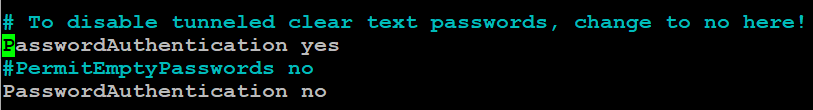 # To disable tunneled clear text passwords, change to no here!
PasswordAuthentication yes
#PermitEmptyPasswords no
PasswordAuthentication no